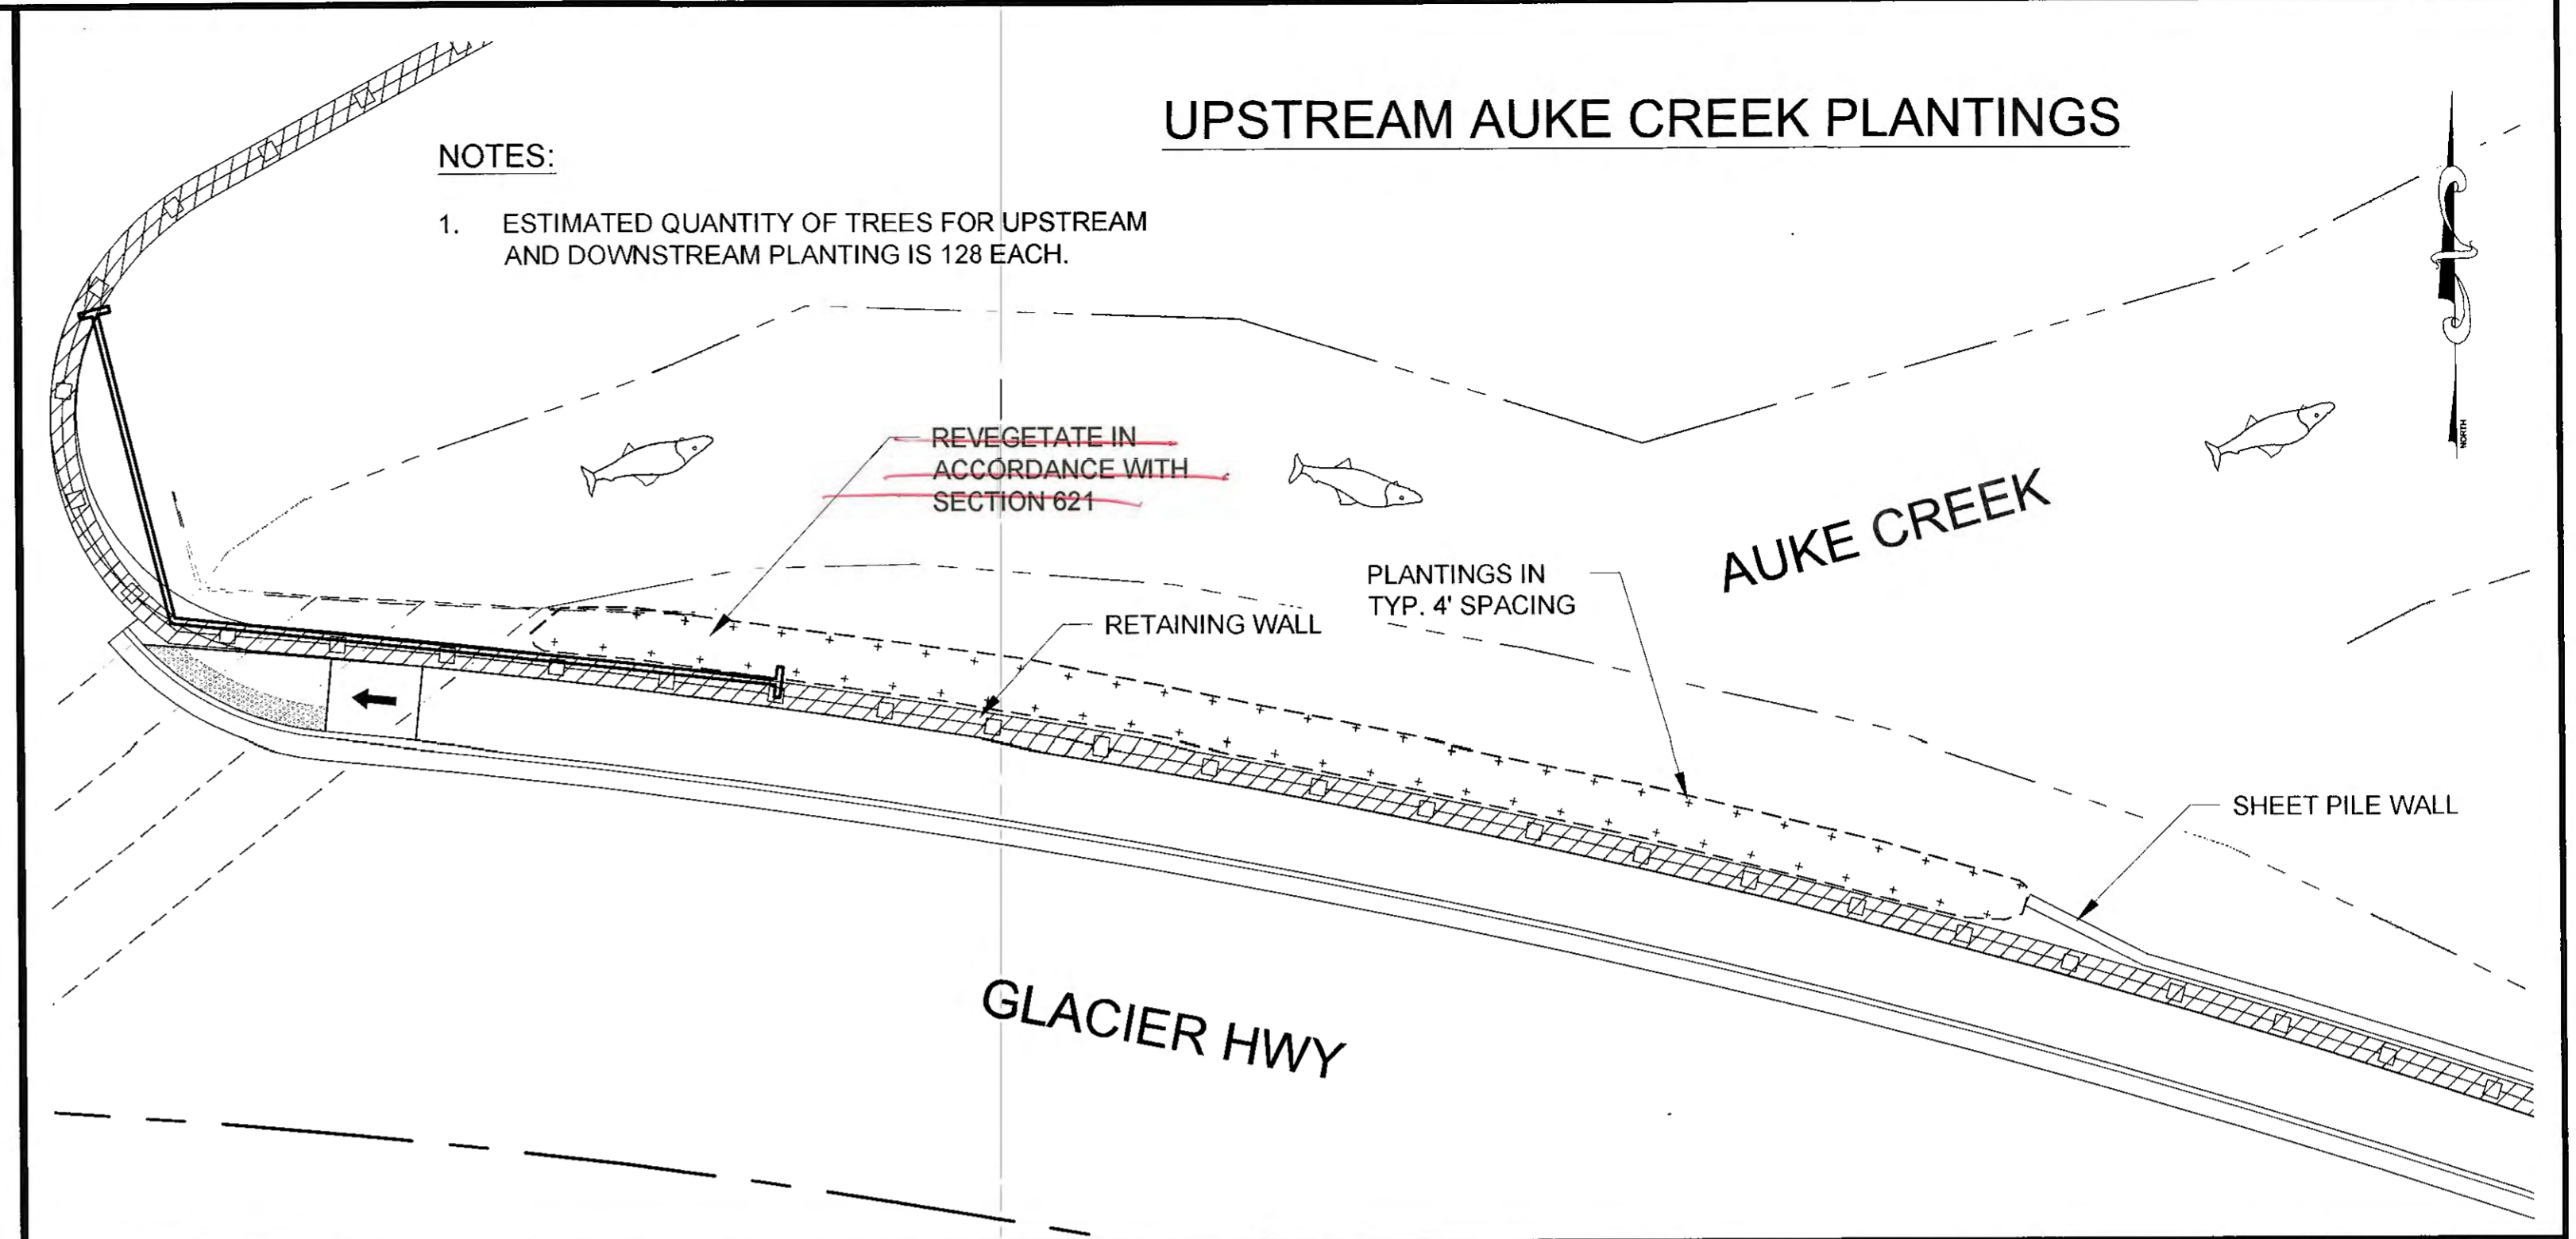 UPSTREAM AUKE CREEK PLANTINGS
NOTES:
1. ESTIMATED QUANTITY OF TREES FOR UPSTREAM
AND DOWNSTREAM PLANTING IS 128 EACH.
NORTH
REVEGETATE IN
ACCORDANCE WITH
SECTION 621
AUKE CREEK
PLANTINGS IN
TYP. 4' SPACING
RETAINING WALL
SHEET PILE WALL
GLACIER HWY